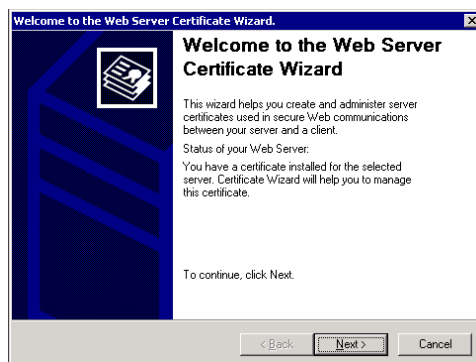 Welcome to the Web Server Certificate Wizard.
Welcome to the Web Server
Certificate Wizard
This wizard helps you create and administer server
certificates used in secure Web communications
between your server and a client.
Status of your Web Server:
You have a certificate installed for the selected
server. Certificate Wizard will help you to manage
this certificate.
To continue, click Next.
< Back Next > Cancel